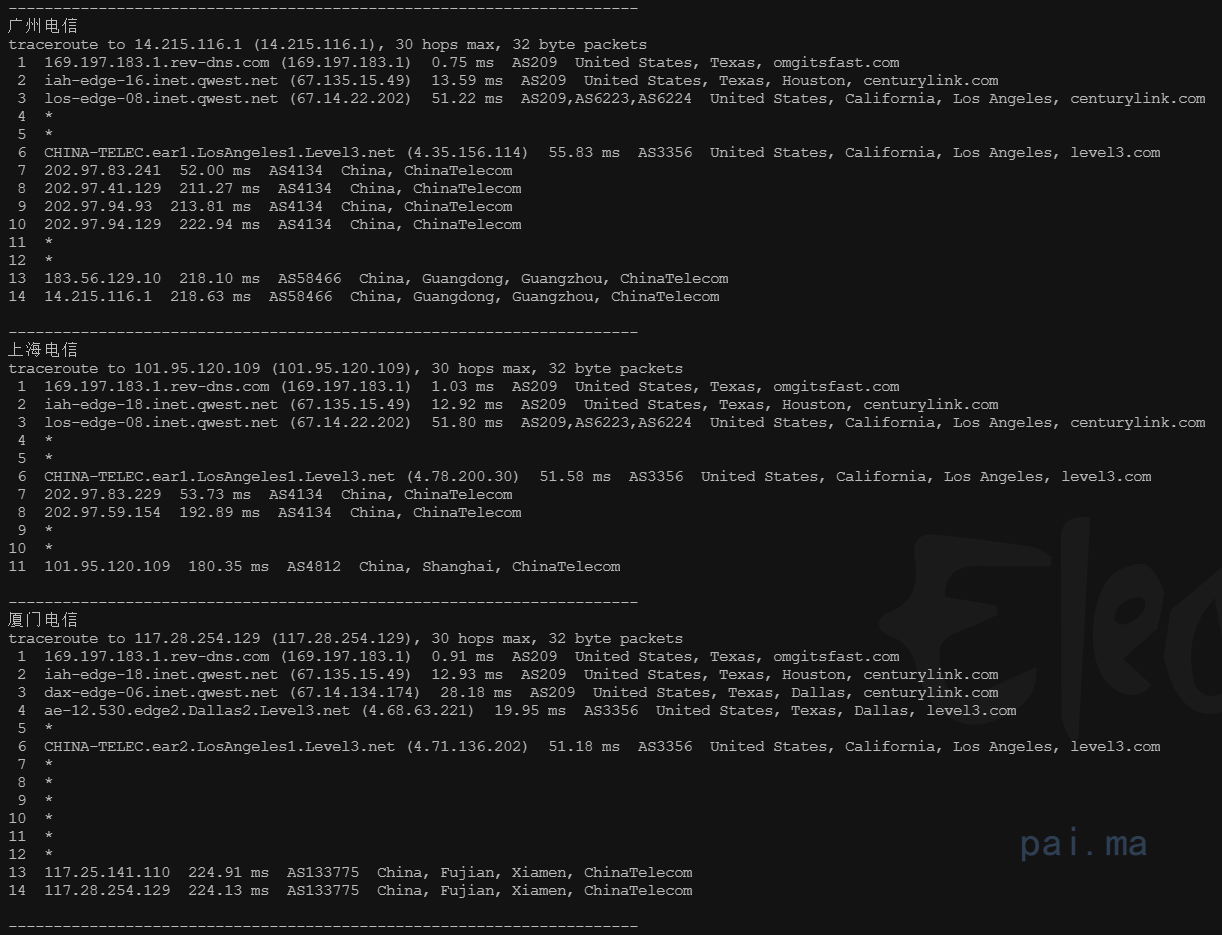 ----------------------------------------------------------------------
广州电信
traceroute to 14.215.116.1 (14.215.116.1), 30 hops max, 32 byte packets
 1  169.197.183.1.rev-dns.com (169.197.183.1)  0.75 ms  AS209  United States, Texas, omgitsfast.com
 2  iah-edge-16.inet.qwest.net (67.135.15.49)  13.59 ms  AS209  United States, Texas, Houston, centurylink.com
 3  los-edge-08.inet.qwest.net (67.14.22.202)  51.22 ms  AS209,AS6223,AS6224  United States, California, Los Angeles, centurylink.com
 4  *
 5  *
 6  CHINA-TELEC.ear1.LosAngeles1.Level3.net (4.35.156.114)  55.83 ms  AS3356  United States, California, Los Angeles, level3.com
 7  202.97.83.241  52.00 ms  AS4134  China, ChinaTelecom
 8  202.97.41.129  211.27 ms  AS4134  China, ChinaTelecom
 9  202.97.94.93  213.81 ms  AS4134  China, ChinaTelecom
10  202.97.94.129  222.94 ms  AS4134  China, ChinaTelecom
11  *
12  *
13  183.56.129.10  218.10 ms  AS58466  China, Guangdong, Guangzhou, ChinaTelecom
14  14.215.116.1  218.63 ms  AS58466  China, Guangdong, Guangzhou, ChinaTelecom
----------------------------------------------------------------------
上海电信
traceroute to 101.95.120.109 (101.95.120.109), 30 hops max, 32 byte packets
 1  169.197.183.1.rev-dns.com (169.197.183.1)  1.03 ms  AS209  United States, Texas, omgitsfast.com
 2  iah-edge-18.inet.qwest.net (67.135.15.49)  12.92 ms  AS209  United States, Texas, Houston, centurylink.com
 3  los-edge-08.inet.qwest.net (67.14.22.202)  51.80 ms  AS209,AS6223,AS6224  United States, California, Los Angeles, centurylink.com
 4  *
 5  *
 6  CHINA-TELEC.ear1.LosAngeles1.Level3.net (4.78.200.30)  51.58 ms  AS3356  United States, California, Los Angeles, level3.com
 7  202.97.83.229  53.73 ms  AS4134  China, ChinaTelecom
 8  202.97.59.154  192.89 ms  AS4134  China, ChinaTelecom
 9  *
10  *
11  101.95.120.109  180.35 ms  AS4812  China, Shanghai, ChinaTelecom
----------------------------------------------------------------------
厦门电信
traceroute to 117.28.254.129 (117.28.254.129), 30 hops max, 32 byte packets
 1  169.197.183.1.rev-dns.com (169.197.183.1)  0.91 ms  AS209  United States, Texas, omgitsfast.com
 2  iah-edge-18.inet.qwest.net (67.135.15.49)  12.93 ms  AS209  United States, Texas, Houston, centurylink.com
 3  dax-edge-06.inet.qwest.net (67.14.134.174)  28.18 ms  AS209  United States, Texas, Dallas, centurylink.com
 4  ae-12.530.edge2.Dallas2.Level3.net (4.68.63.221)  19.95 ms  AS3356  United States, Texas, Dallas, level3.com
 5  *
 6  CHINA-TELEC.ear2.LosAngeles1.Level3.net (4.71.136.202)  51.18 ms  AS3356  United States, California, Los Angeles, level3.com
 7  *
 8  *
 9  *
10  *
11  *
12  *
13  117.25.141.110  224.91 ms  AS133775  China, Fujian, Xiamen, ChinaTelecom
14  117.28.254.129  224.13 ms  AS133775  China, Fujian, Xiamen, ChinaTelecom
----------------------------------------------------------------------
pai.ma